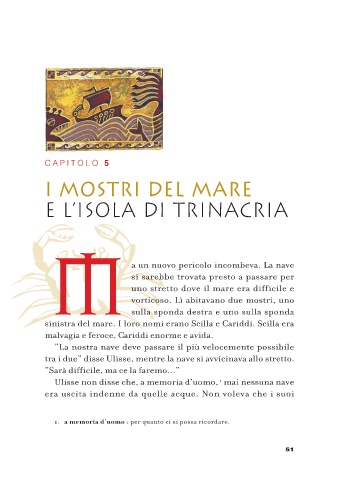 CAPITOLO 5
I MOSTRI DEL MARE
E L'ISOLA DI TRINACRIA
Ma un nuovo pericolo incombeva. La nave
si sarebbe trovata presto a passare per
uno stretto dove il mare era difficile e
vorticoso. Lì abitavano due mostri, uno
sulla sponda destra e uno sulla sponda
sinistra del mare. I loro nomi erano Scilla e Cariddi. Scilla era
malvagia e feroce, Cariddi enorme e avida.
"La nostra nave deve passare il più velocemente possibile
tra i due" disse Ulisse, mentre la nave si avvicinava allo stretto.
"Sarà difficile, ma ce la faremo..."
Ulisse non disse che, a memoria d'uomo,¹ mai nessuna nave
era uscita indenne da quelle acque. Non voleva che i suoi
1. a memoria d'uomo : per quanto ci si possa ricordare.
51